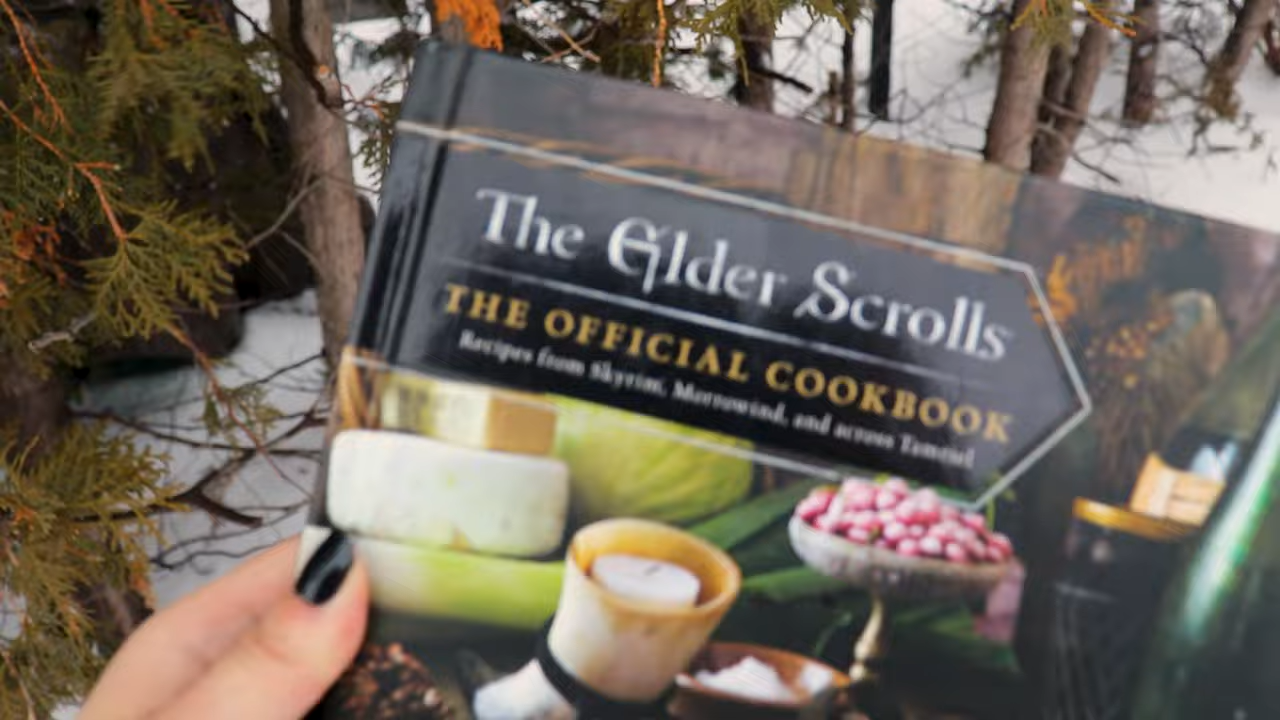 The Elder Scrolls
THE OFFICIAL COOKBOOK
Recipes from Skyrim, Morrowind, and across Tamriel